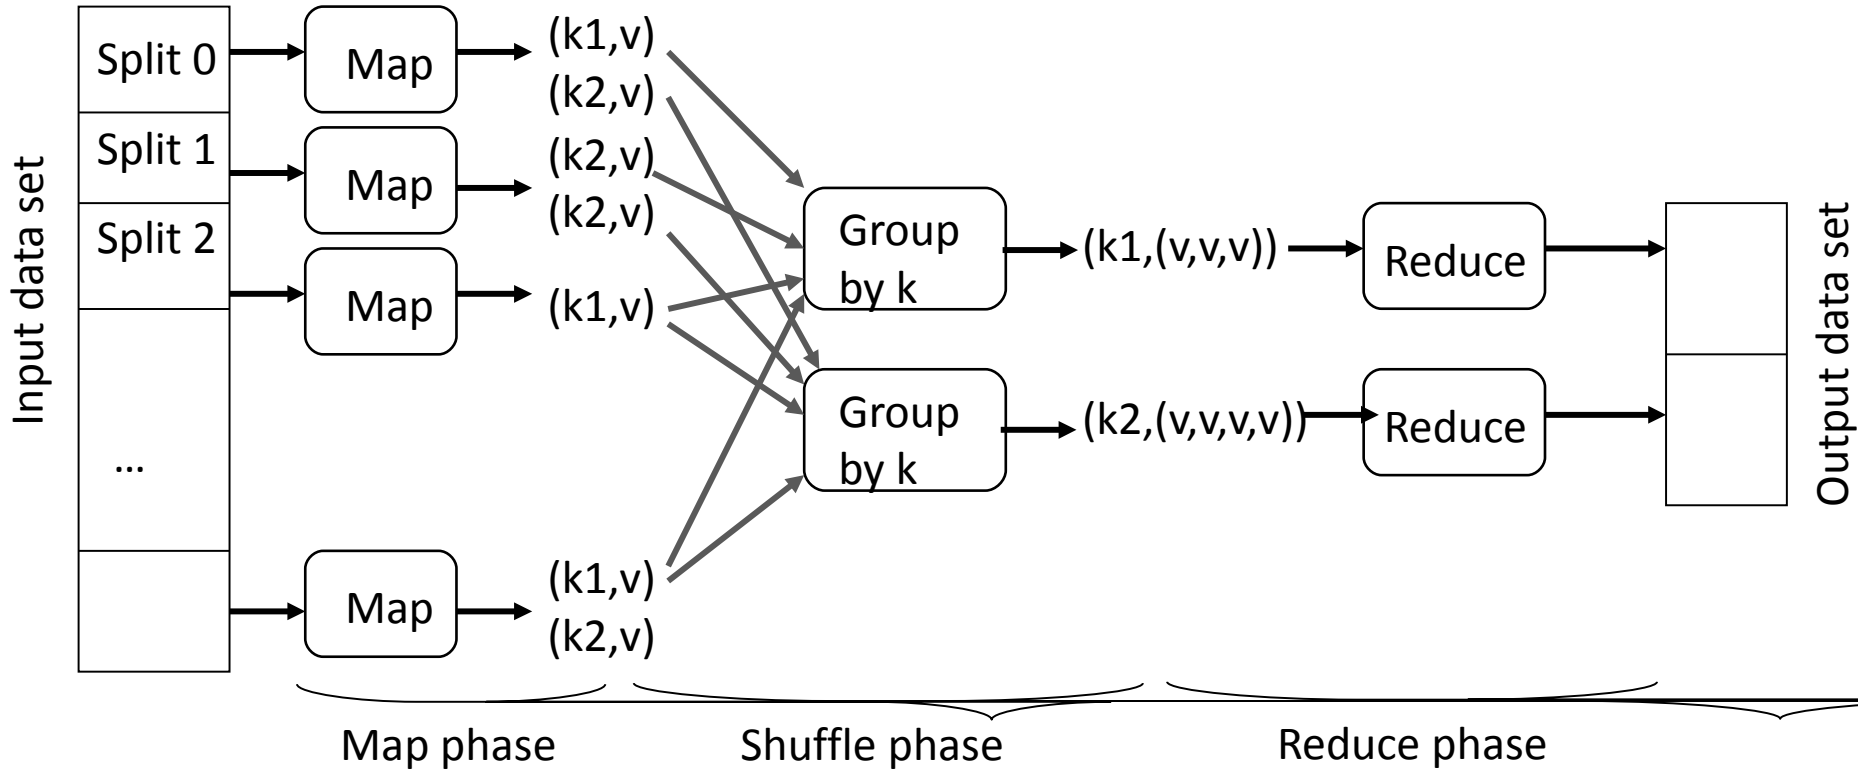 Input data set
Split 0
Split 1
Split 2
...
Map
Map
Map
Map
(k1,v)
(k2,v)
(k2,v)
(k2,v)
(k1,v)
(k1,v)
(k2,v)
Group
by k
Group
by k
(k1,(v,v,v))
(k2,(v,v,v,v))
Reduce
Reduce
Output data set
Map phase
Shuffle phase
Reduce phase